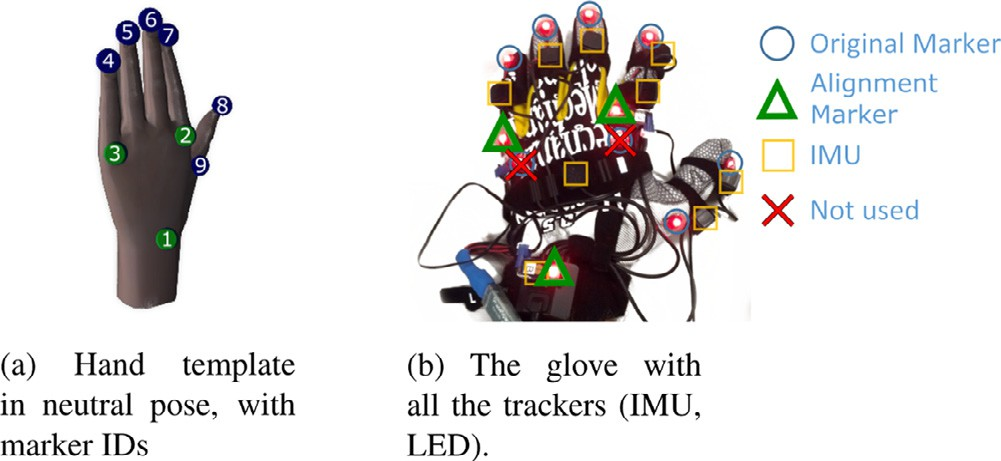 6
5
7
4
8
2
3
9
1
Original Marker
Alignment
Marker
IMU
Not used
L
(a) Hand template
in neutral pose, with
marker IDs
(b) The glove with
all the trackers (IMU,
LED).